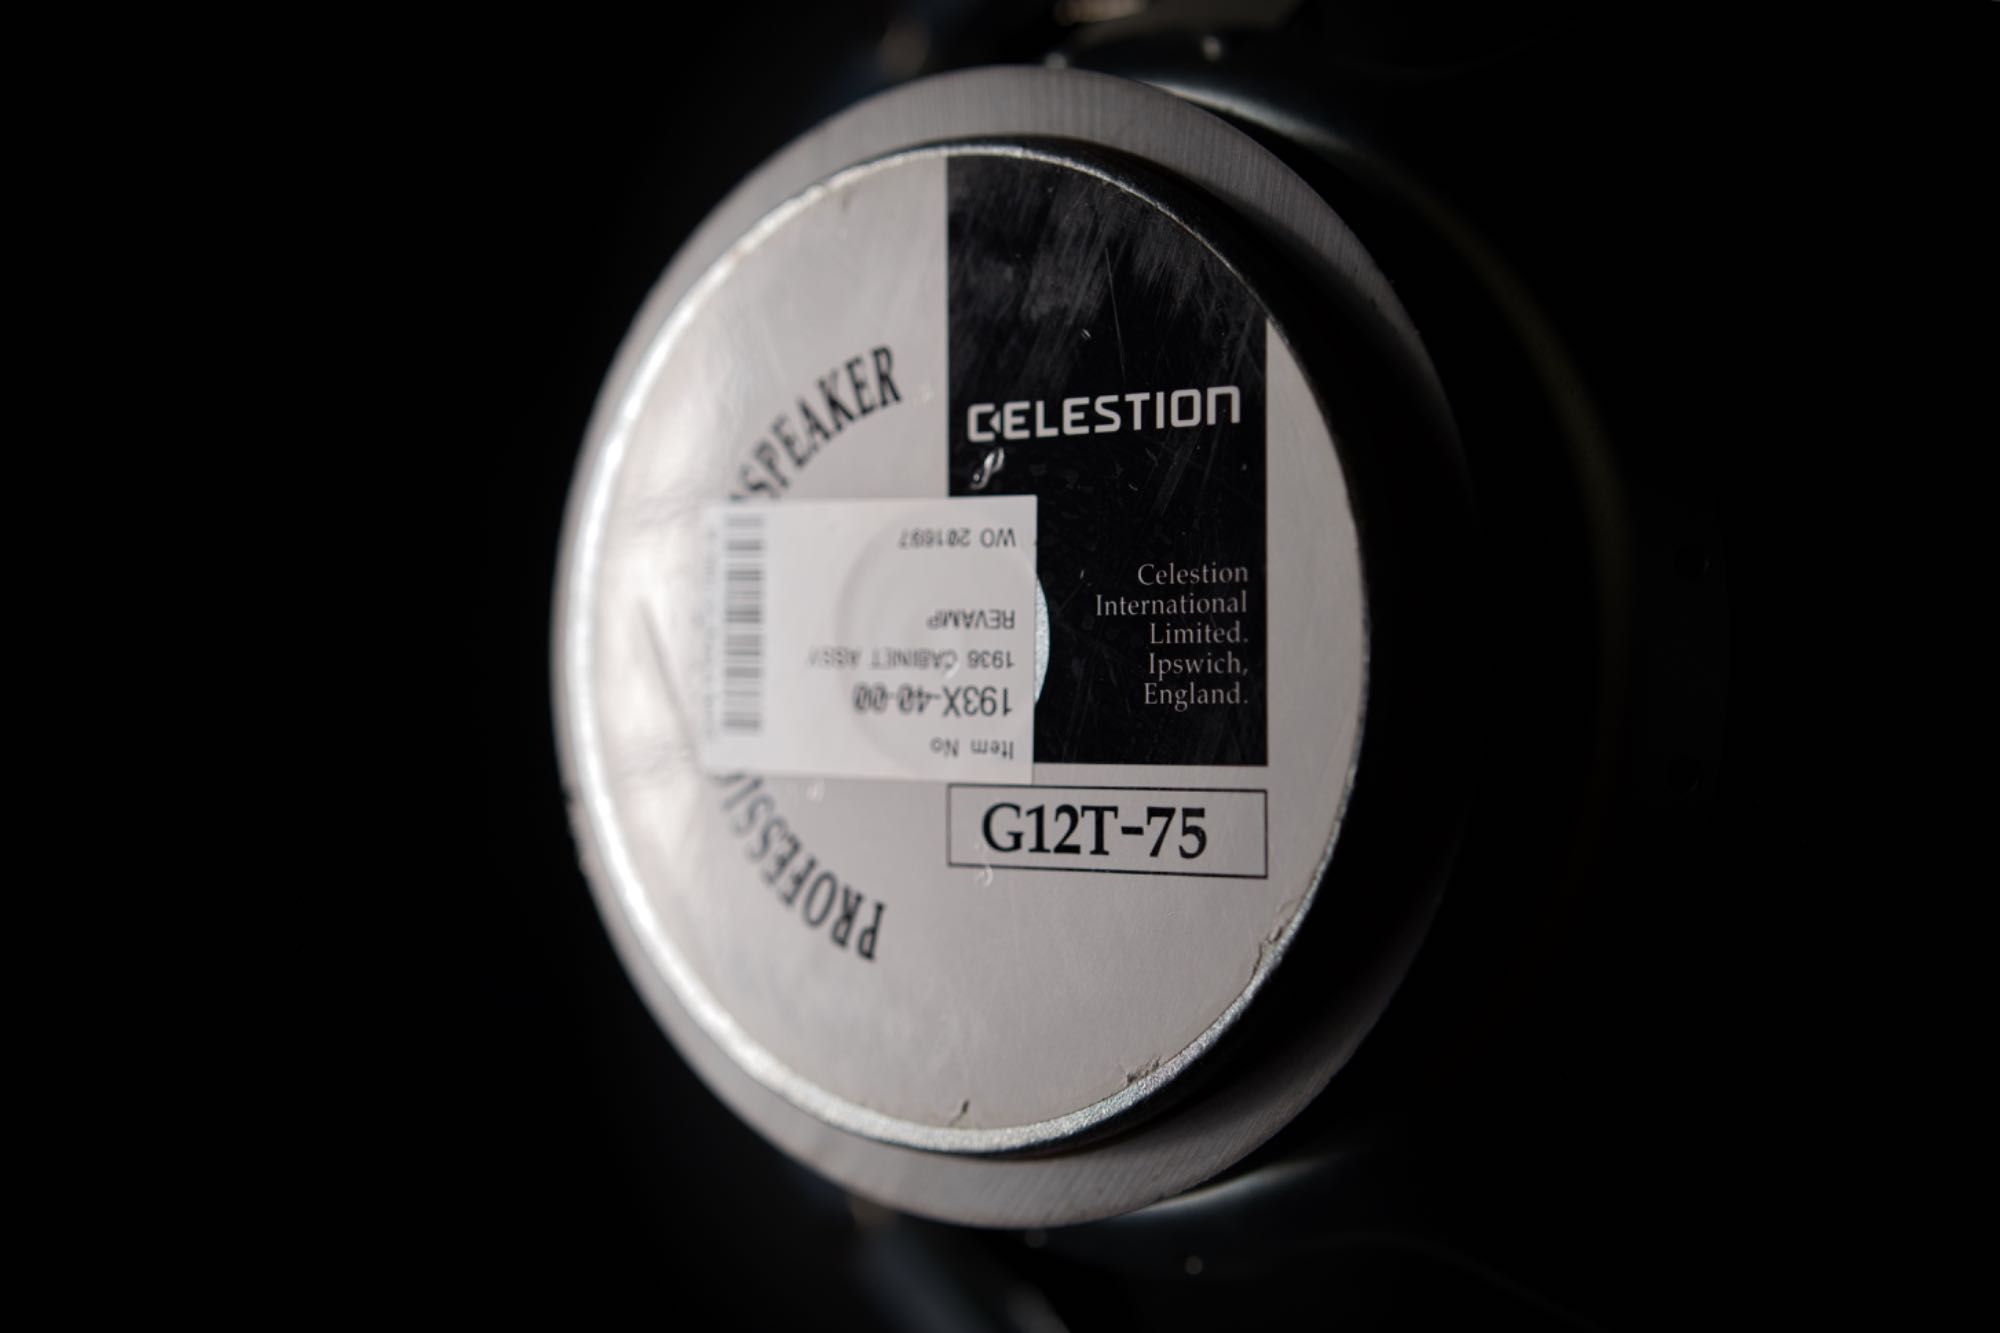 CELESTION
Celestion
International
Limited.
Ipswich,
England.
G12T-75
PROFESSI
SPEAKER
Item No
193X-40-00
1936 CABINET ASSY
REVAMP
WO 201697